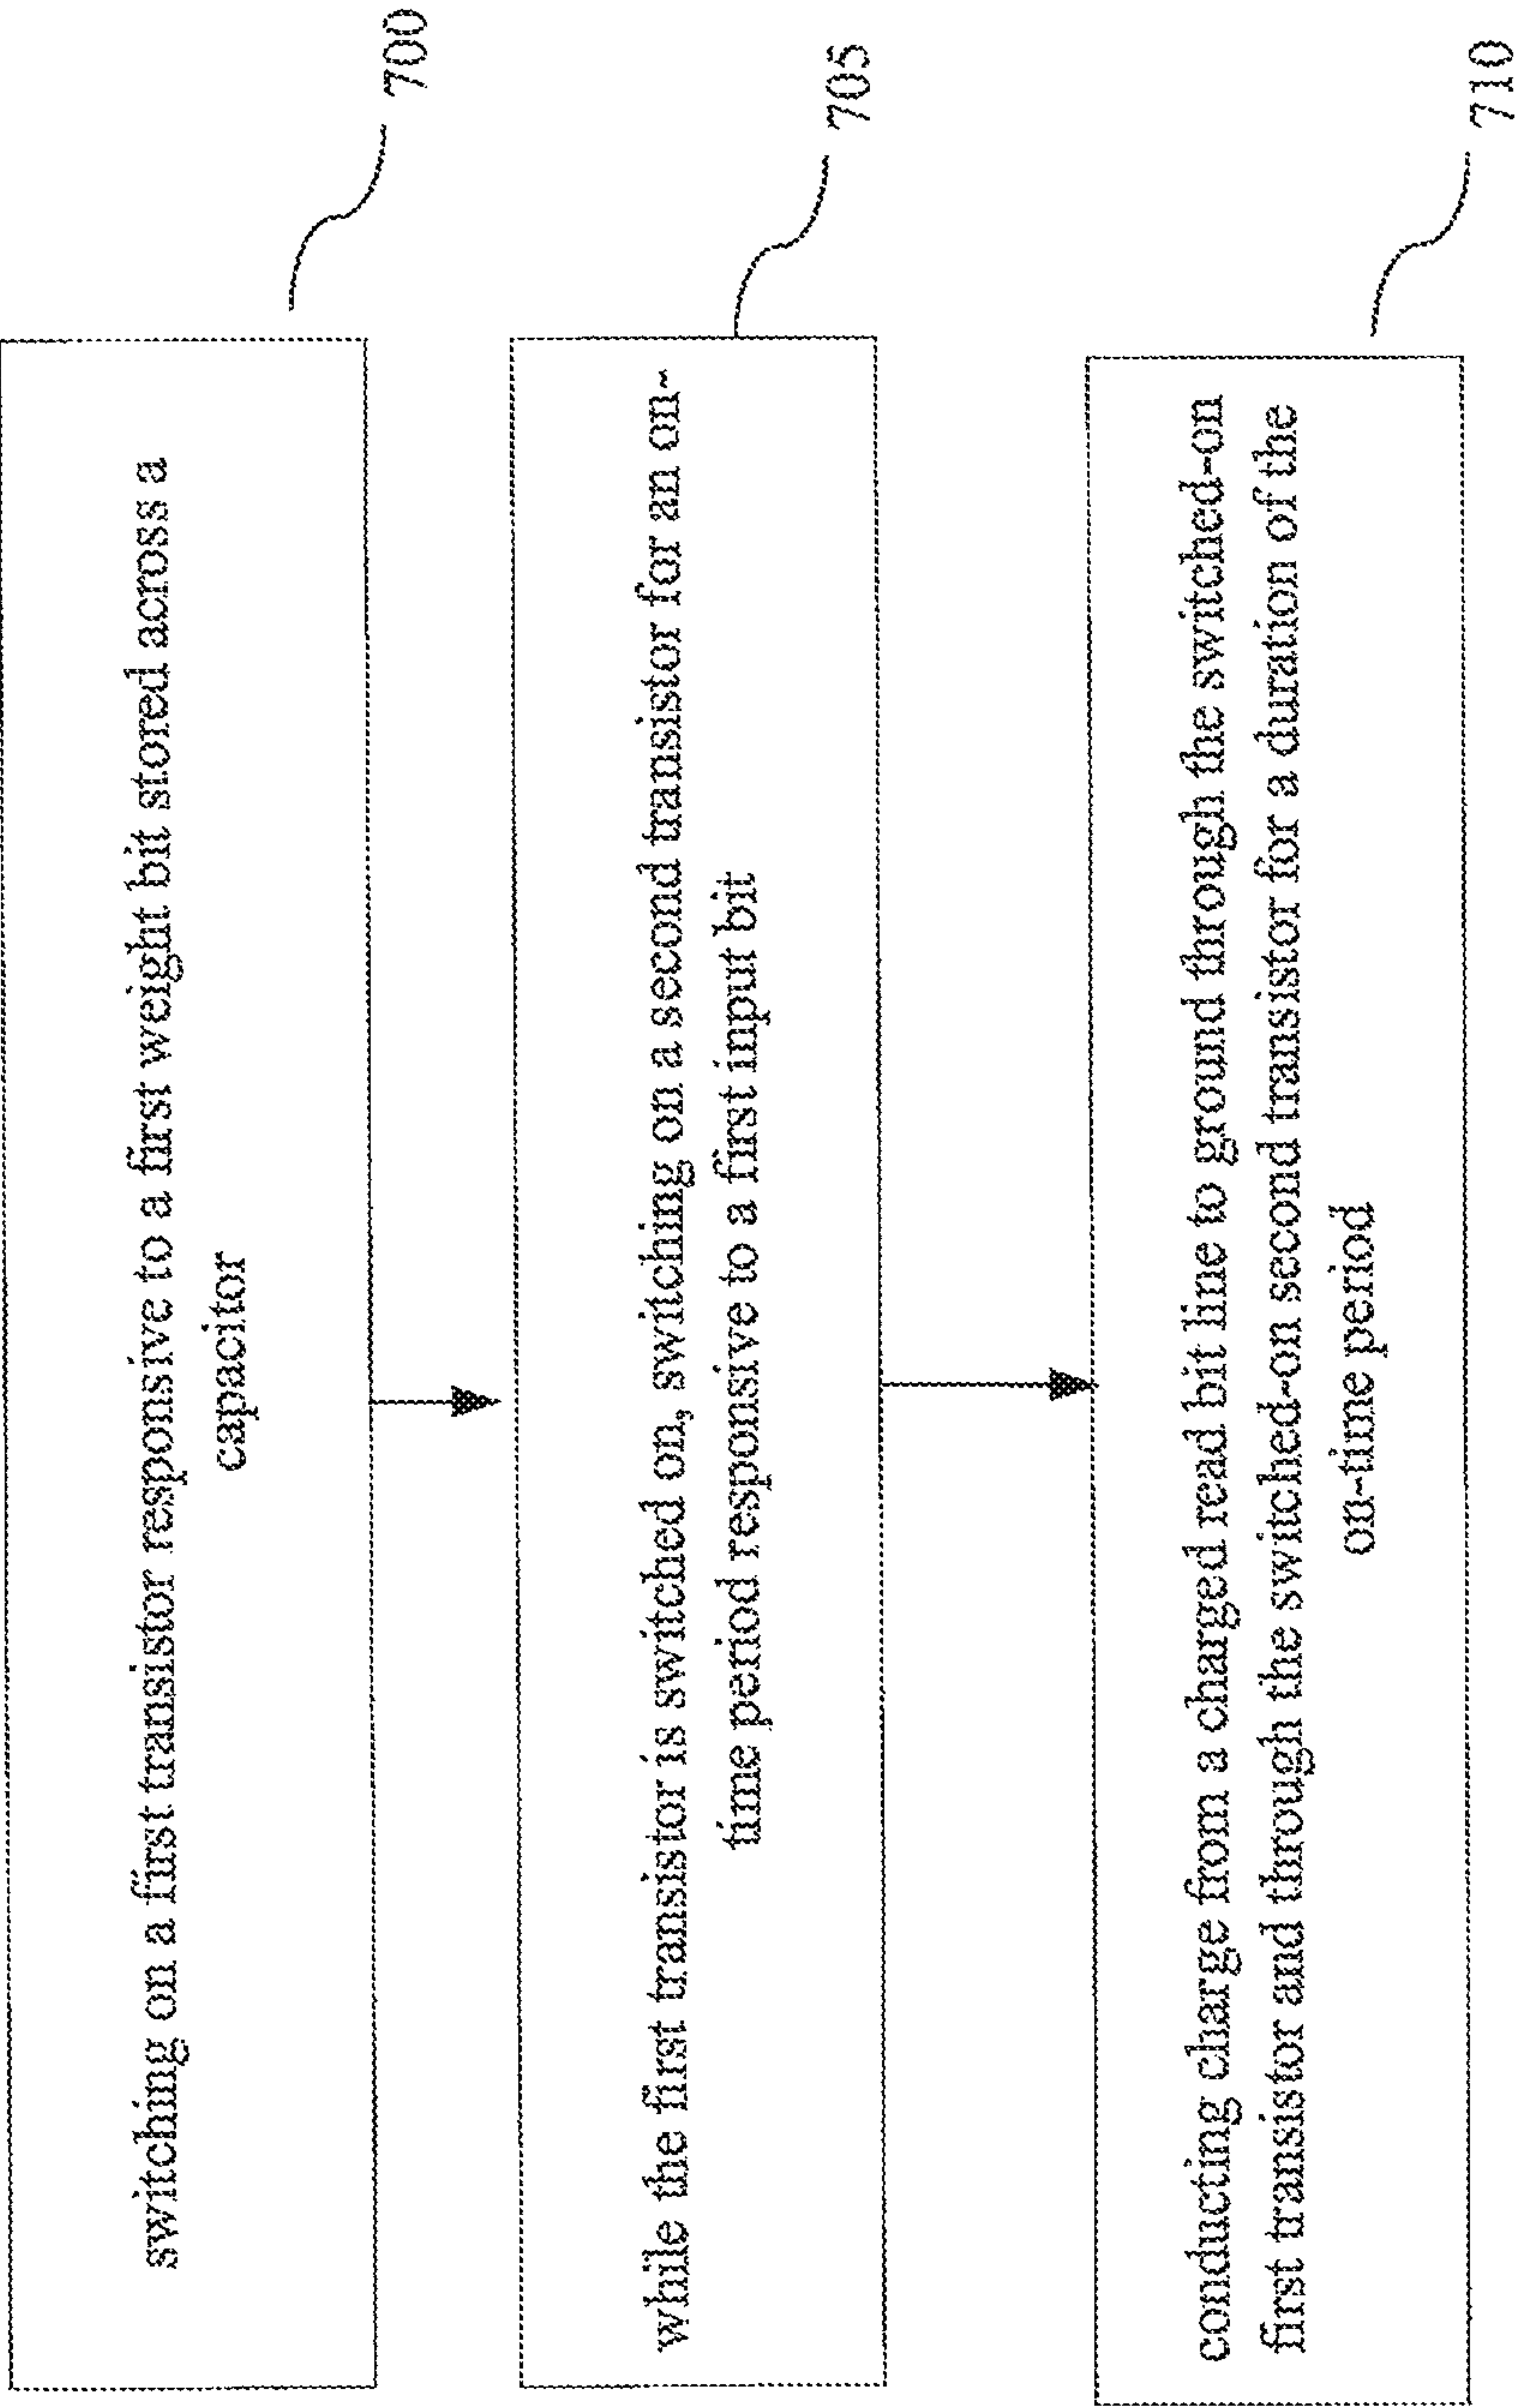 switching on a first transistor responsive to a first weight bit stored across a
capacitor
700
while the first transistor is switched on, switching on a second transistor for an on-
time period responsive to a first input bit
705
conducting charge from a charged read bit line to ground through the switched-on
first transistor and through the switched-on second transistor for a duration of the
on-time period
710